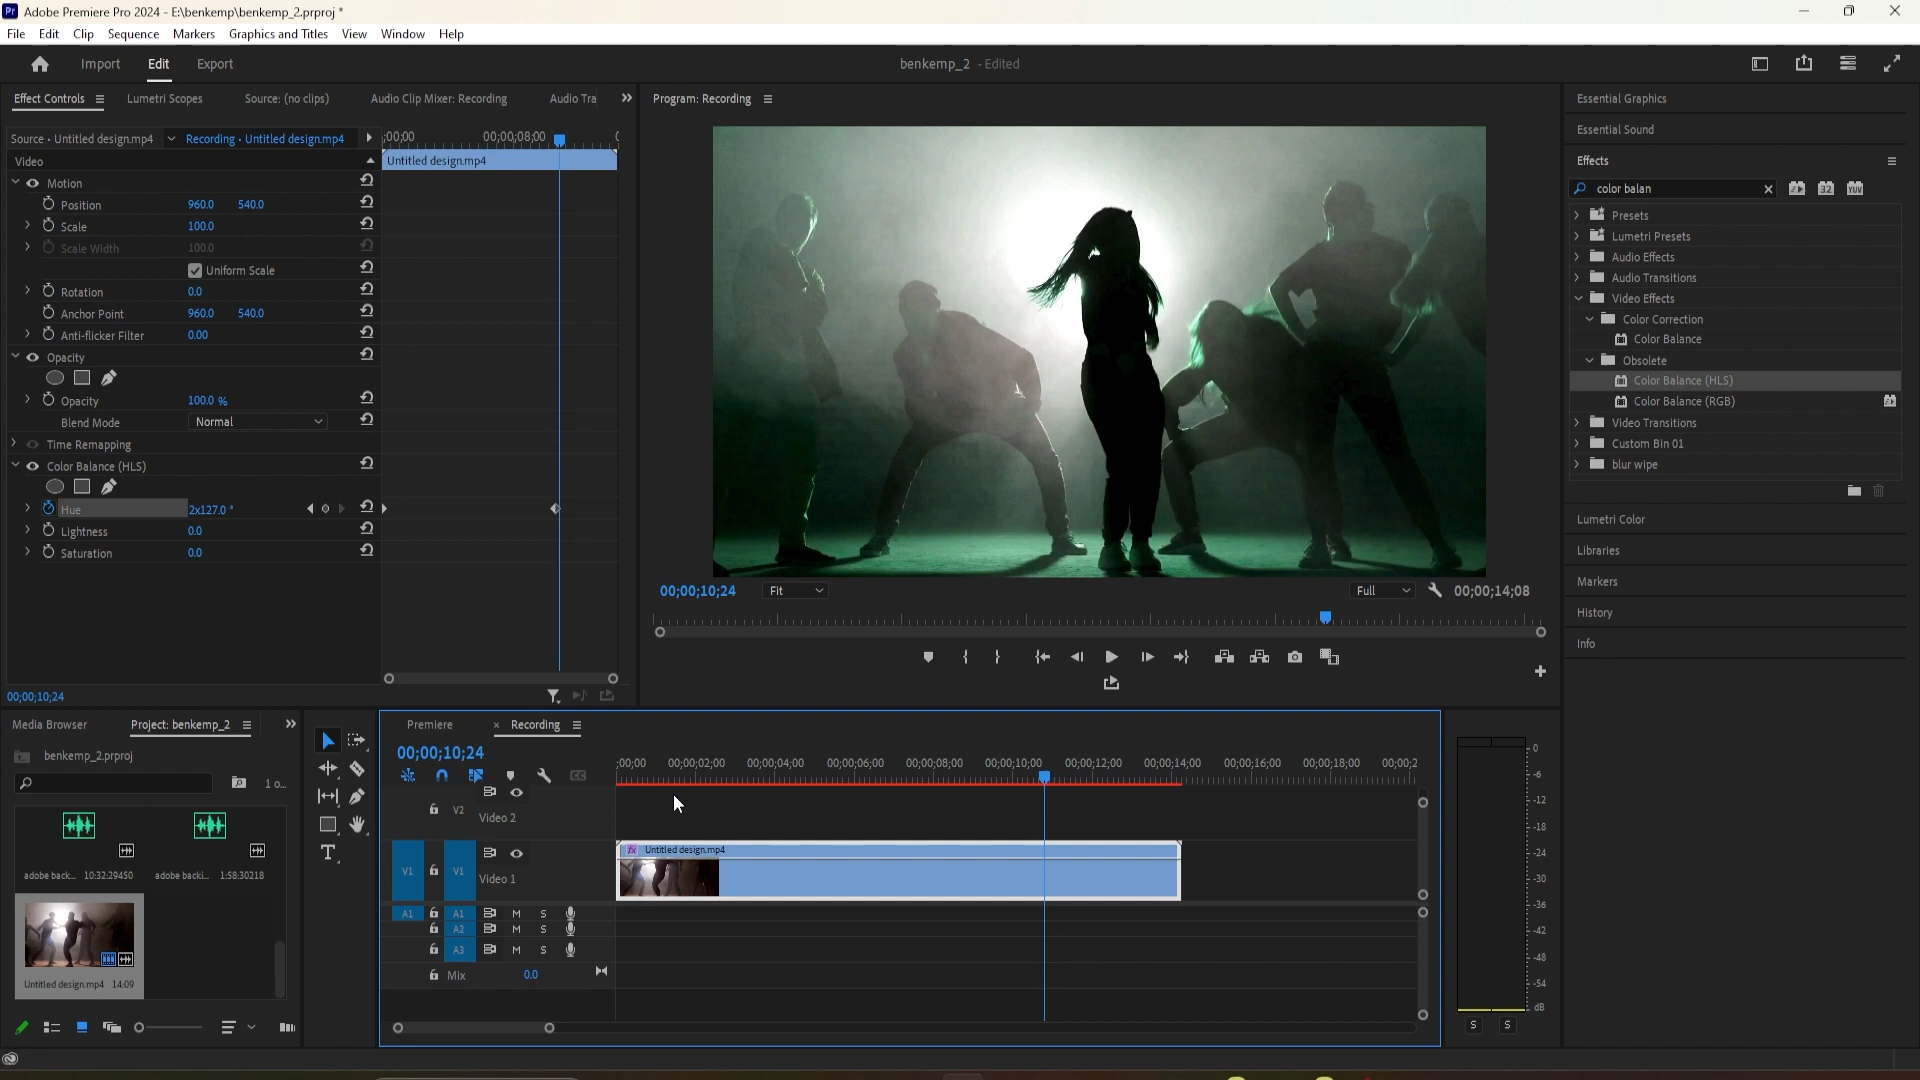 Adobe Premiere Pro 2024 - E:\benkemp\benkemp_2.prproj *
File Edit Clip Sequence Markers Graphics and Titles View Window Help
Import Edit Export
benkemp_2 - Edited
Effect Controls Lumetri Scopes Source: (no clips) Audio Clip Mixer: Recording Audio Tra
Source • Untitled design.mp4 Recording • Untitled design.mp4
;00;00 00;00;08;00
Video
Untitled design.mp4
Motion
Position 960.0 540.0
Scale 100.0
Scale Width 100.0
Uniform Scale
Rotation 0.0
Anchor Point 960.0 540.0
Anti-flicker Filter 0.00
Opacity
Opacity 100.0 %
Blend Mode Normal
Time Remapping
Color Balance (HLS)
Hue 2x127.0 °
Lightness 0.0
Saturation 0.0
00;00;10;24
Program: Recording
00;00;10;24 Fit Full 00;00;14;08
Essential Graphics
Essential Sound
Effects
color balan
32 YUV
Presets
Lumetri Presets
Audio Effects
Audio Transitions
Video Effects
Color Correction
Color Balance
Obsolete
Color Balance (HLS)
Color Balance (RGB)
Video Transitions
Custom Bin 01
blur wipe
Lumetri Color
Libraries
Markers
History
Info
Media Browser Project: benkemp_2
benkemp_2.prproj
1 o...
adobe back... 10:32:29450 adobe backi... 1:58:30218
Untitled design.mp4 14:09
Premiere × Recording
00;00;10;24
;00;00 00;00;02;00 00;00;04;00 00;00;06;00 00;00;08;00 00;00;10;00 00;00;12;00 00;00;14;00 00;00;16;00 00;00;18;00 00;00;2
V2 Video 2
V1 V1 Video 1
fx Untitled design.mp4
A1 A1 M S
A2 M S
A3 M S
Mix 0.0
0
-6
-12
-18
-24
-30
-36
-42
-48
-54
dB
S S